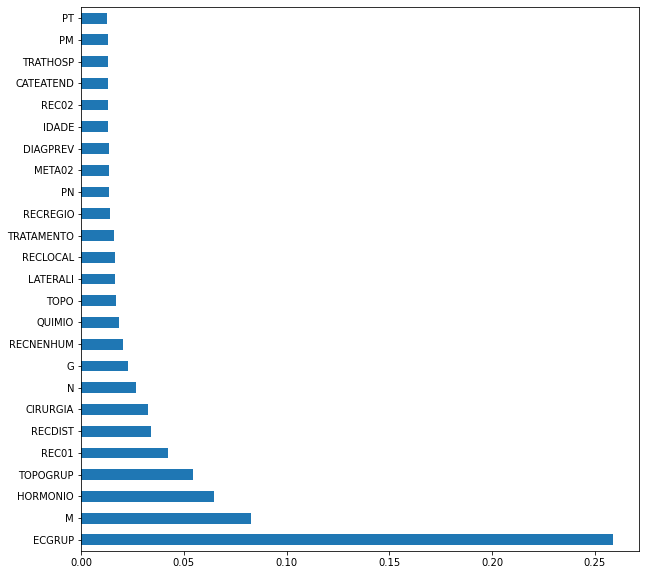 PT
PM
TRATHOSP
CATEATEND
REC02
IDADE
DIAGPREV
META02
PN
RECREGIO
TRATAMENTO
RECLOCAL
LATERALI
TOPO
QUIMIO
RECNENHUM
G
N
CIRURGIA
RECDIST
REC01
TOPOGRUP
HORMONIO
M
ECGRUP
0.00 0.05 0.10 0.15 0.20 0.25